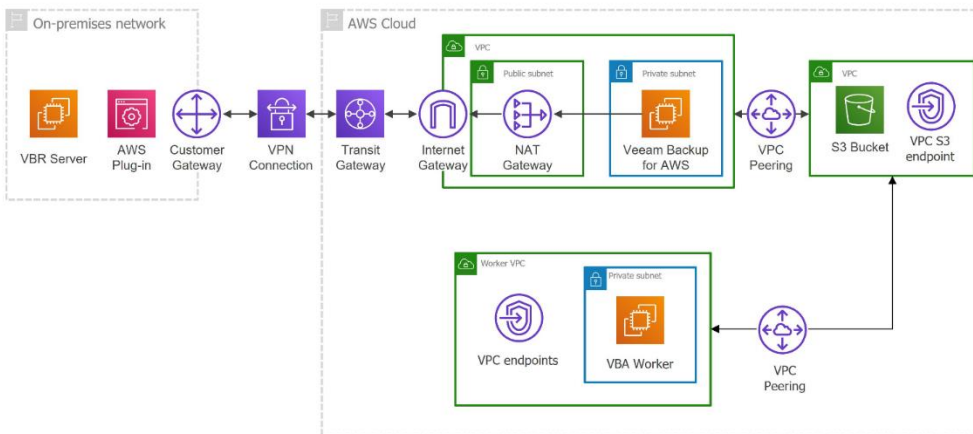 On-premises network
AWS Cloud
VPC
Public subnet
Private subnet
VPC
VBR Server
AWS
Plug-in
Customer
Gateway
VPN
Connection
Transit
Gateway
Internet
Gateway
NAT
Gateway
Veeam Backup
for AWS
VPC
Peering
S3 Bucket
VPC S3
endpoint
Worker VPC
Private subnet
VPC endpoints
VBA Worker
VPC
Peering